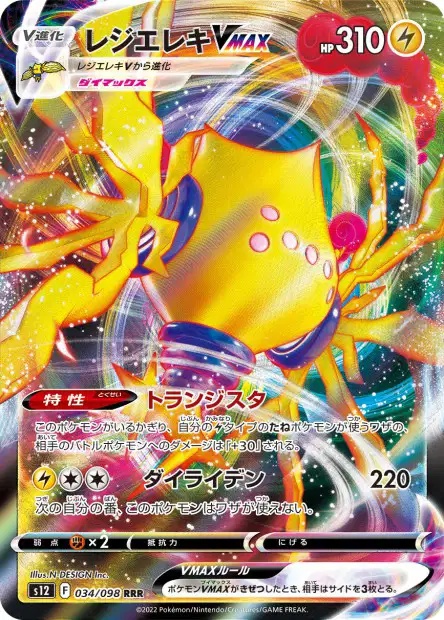 V進化
レジエレキVMAX
HP 310
レジエレキVから進化
ダイマックス
特性 とくせい トランジスタ
このポケモンがいるかぎり、自分のタイプのたねポケモンが使うワザの、
相手のバトルポケモンへのダメージは「+30」される。
ダイライデン 220
次の自分の番、このポケモンはワザが使えない。
弱点 ×2 抵抗力 にげる
Illus. N-DESIGN Inc.
VMAXルール
s12 F 034/098 RRR
ポケモンVMAXがきぜつしたとき、相手はサイドを3枚とる。
©2022 Pokémon/Nintendo/Creatures/GAME FREAK.